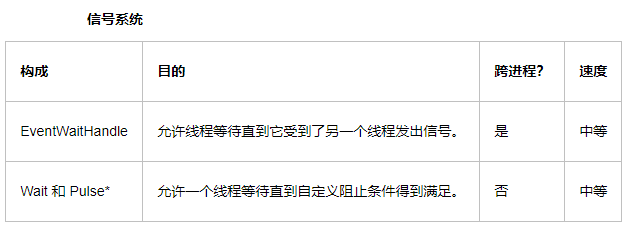 信号系统
构成 目的 跨进程? 速度
EventWaitHandle 允许线程等待直到它受到了另一个线程发出信号。 是 中等
Wait 和 Pulse* 允许一个线程等待直到自定义阻止条件得到满足。 否 中等